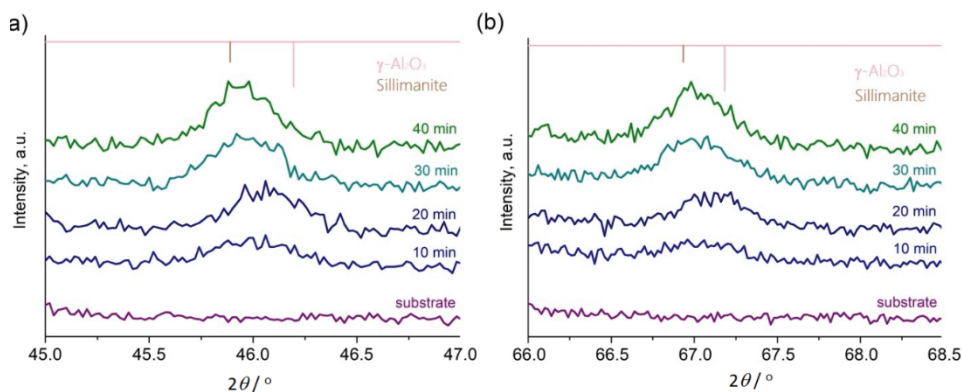 a)
γ-Al₂O₃
Sillimanite
40 min
30 min
20 min
10 min
substrate
Intensity, a.u.
45.0 45.5 46.0 46.5 47.0
2θ/ °
(b)
γ-Al₂O₃
Sillimanite
40 min
30 min
20 min
10 min
substrate
Intensity, a.u.
66.0 66.5 67.0 67.5 68.0 68.5
2θ/ °